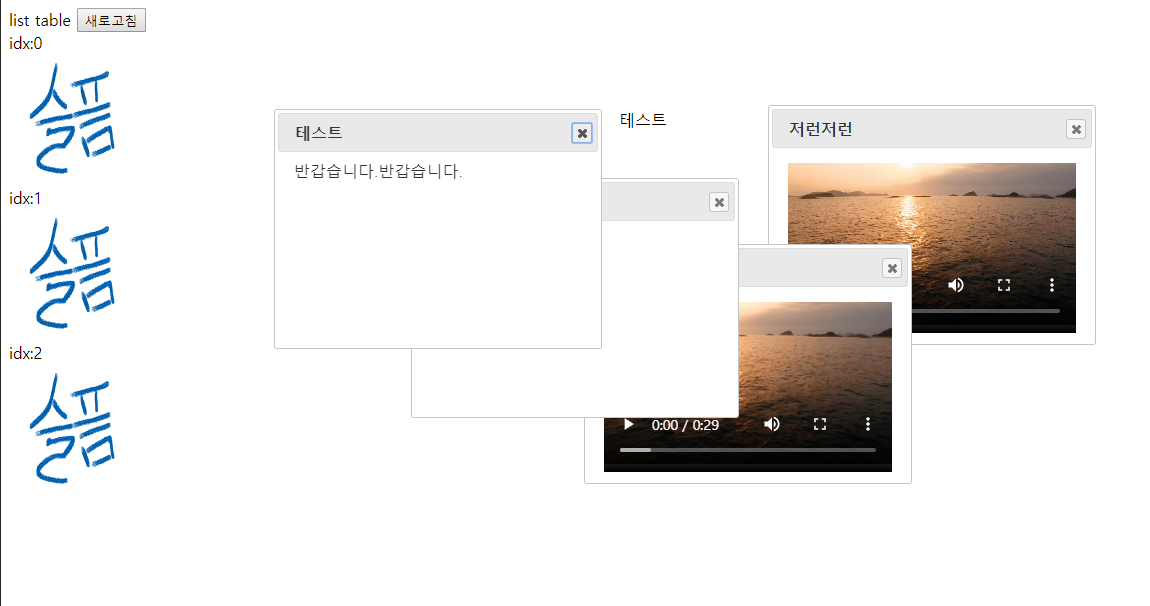 list table 새로고침
idx:0
슬픔
idx:1
슬픔
idx:2
슬픔
테스트
반갑습니다.반갑습니다.
테스트
저런저런
0:00 / 0:29